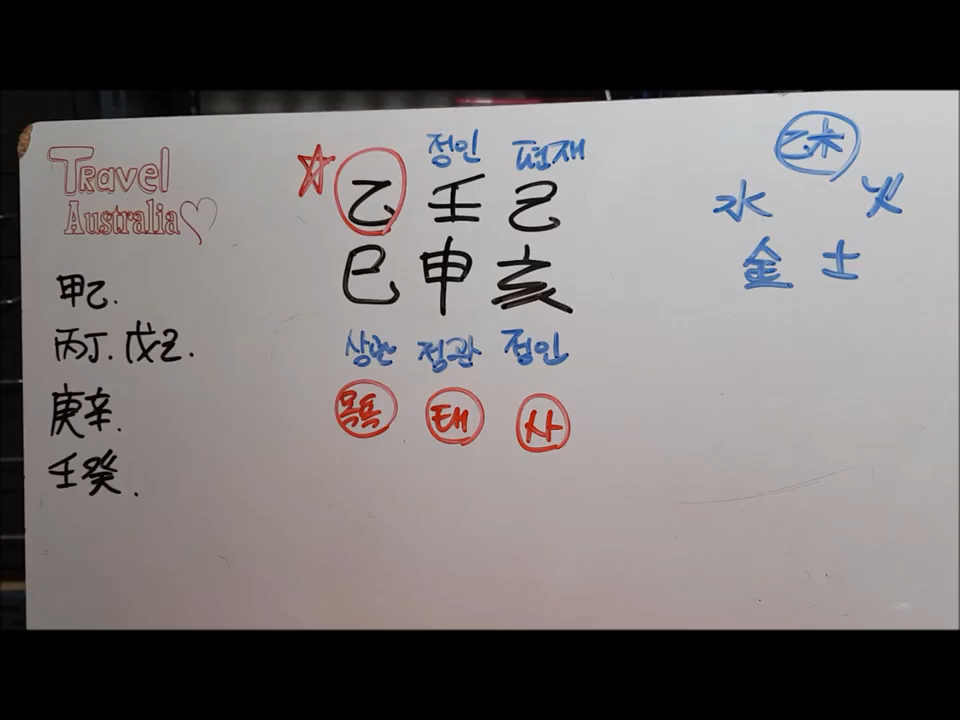 Travel
Australia♡
甲乙.
丙丁.戊己.
庚辛.
壬癸.
정인 편재
☆ 乙 壬 己
巳 申 亥
상관 정관 정인
목욕 태 사
乙木
水 火
金 土